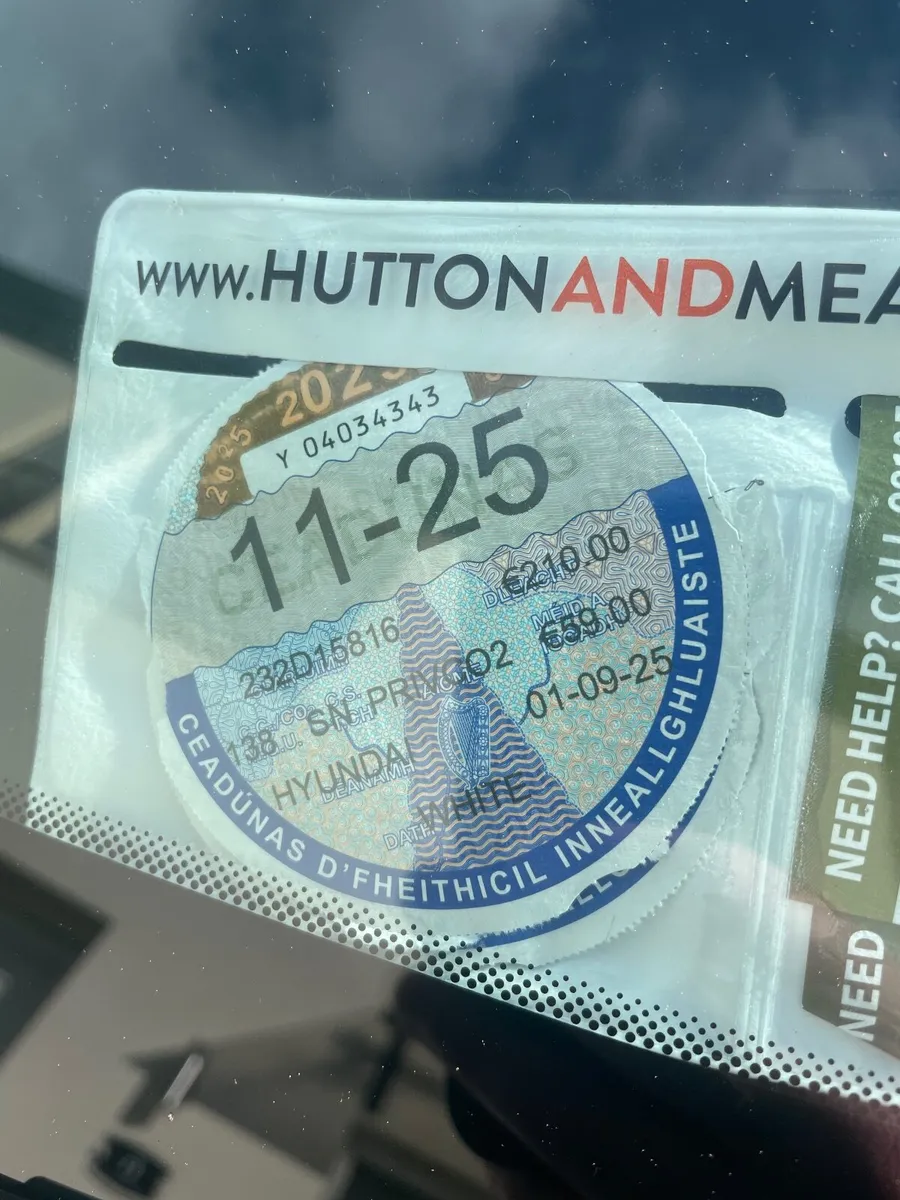 www.HUTTONANDMEA
2025
2025
Y 04034343
11-25
€210.00
€59.00
232D15816
SN-PRIV CO2
01-09-25
138
HYUNDAI
WHITE
CEADÚNAS D'FHEITHICIL INNEALLGHLUAISTE
NEED HELP? CALL
NEED